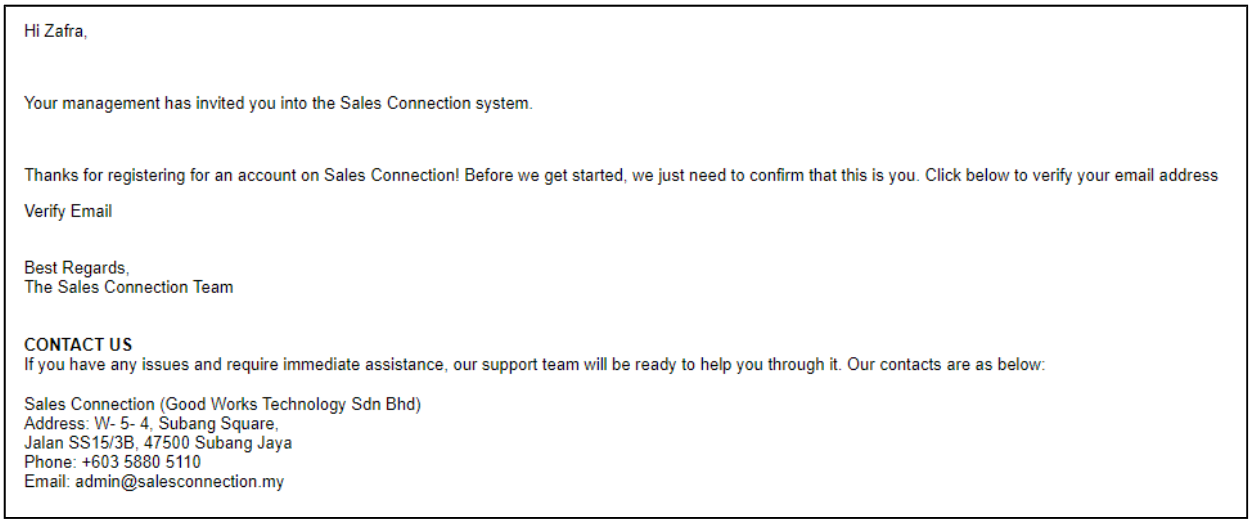 Hi Zafra,
Your management has invited you into the Sales Connection system.
Thanks for registering for an account on Sales Connection! Before we get started, we just need to confirm that this is you. Click below to verify your email address
Verify Email
Best Regards,
The Sales Connection Team
CONTACT US
If you have any issues and require immediate assistance, our support team will be ready to help you through it. Our contacts are as below:
Sales Connection (Good Works Technology Sdn Bhd)
Address: W- 5- 4, Subang Square,
Jalan SS15/3B, 47500 Subang Jaya
Phone: +603 5880 5110
Email: admin@salesconnection.my